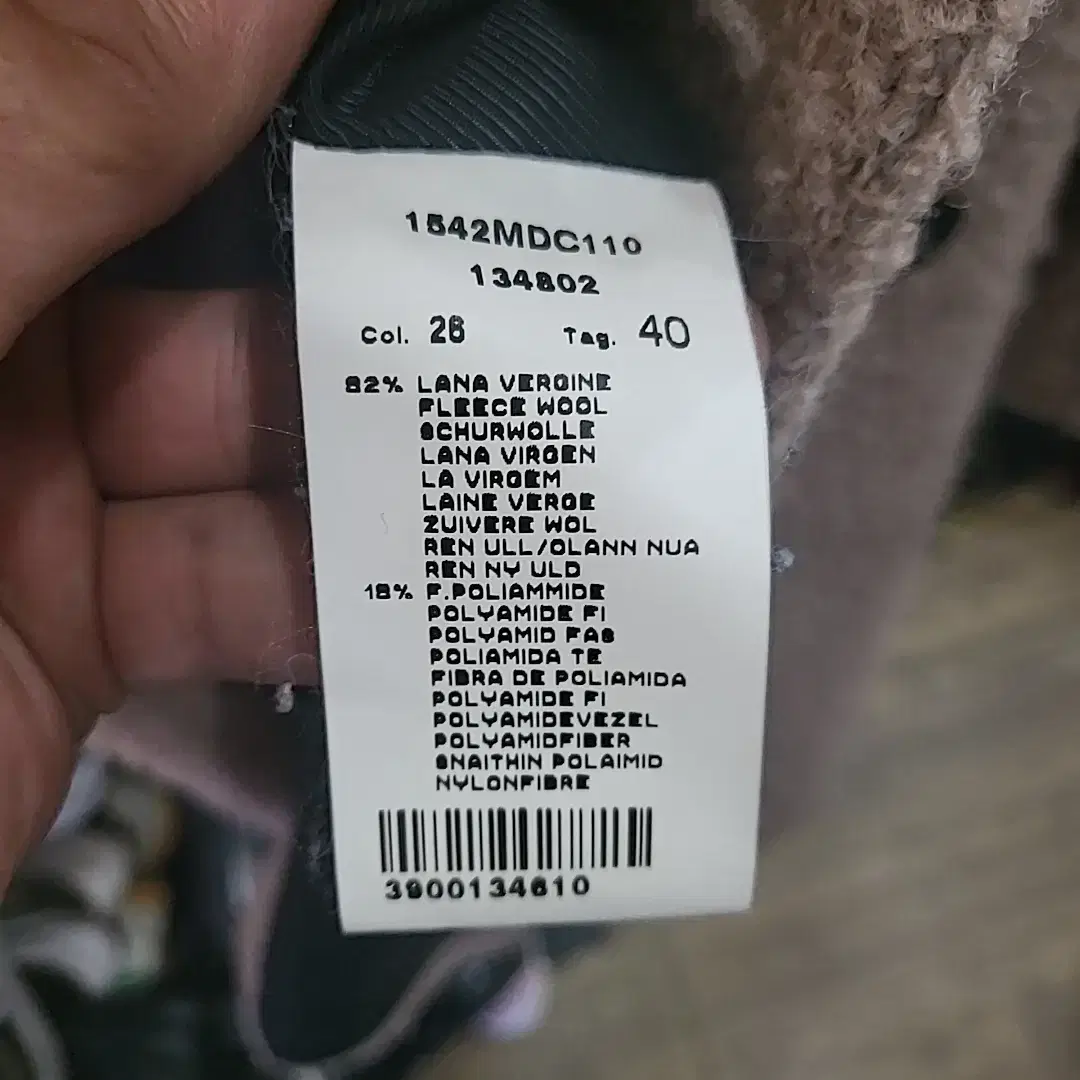 1542MDC110
134802
Col. 26 Tag. 40
82% LANA VERGINE
FLEECE WOOL
SCHURWOLLE
LANA VIRGEN
LA VIRGEM
LAINE VERGE
ZUIVERE WOL
REN ULL/OLANN NUA
REN NY ULD
18% F.POLIAMMIDE
POLYAMIDE FI
POLYAMID FAS
POLIAMIDA TE
FIBRA DE POLIAMIDA
POLYAMIDE FI
POLYAMIDEVEZEL
POLYAMIDFIBER
SNAITHIN POLAIMID
NYLONFIBRE
3900134610